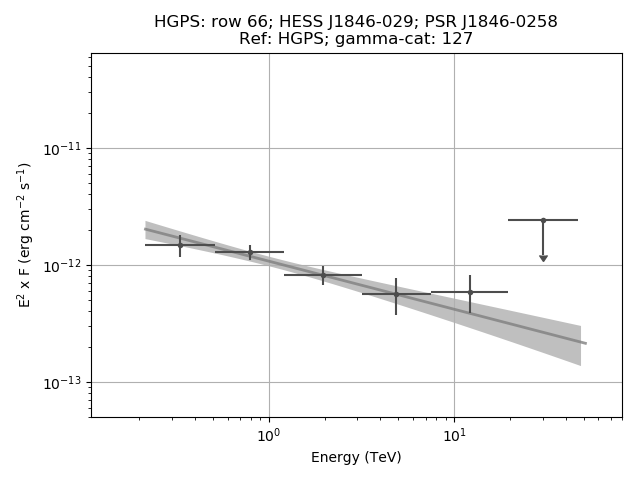 HGPS: row 66; HESS J1846-029; PSR J1846-0258
Ref: HGPS; gamma-cat: 127
10⁻¹¹
10⁻¹²
10⁻¹³
E² x F (erg cm⁻² s⁻¹)
10⁰
10¹
Energy (TeV)